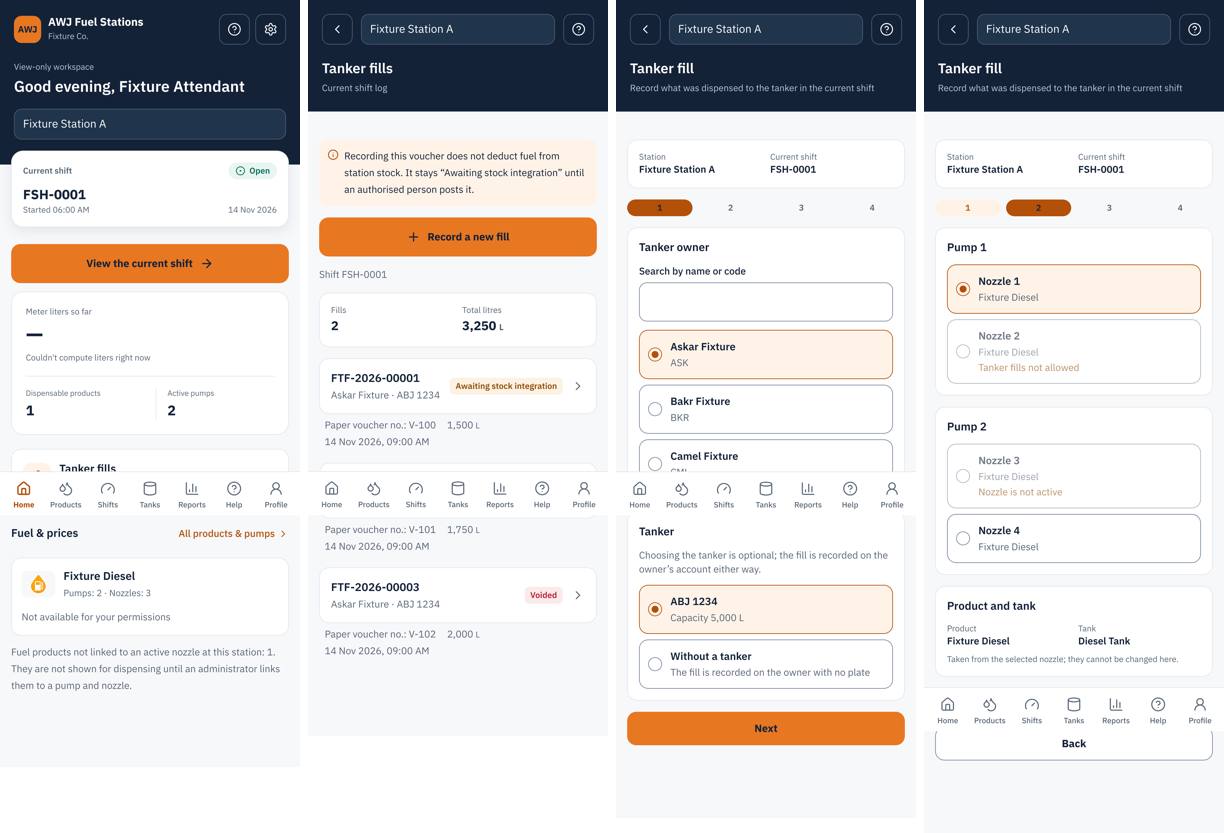 AWJ
AWJ Fuel Stations
Fixture Co.
View-only workspace
Good evening, Fixture Attendant
Fixture Station A
Current shift
Open
FSH-0001
Started 06:00 AM
14 Nov 2026
View the current shift
Meter liters so far
—
Couldn't compute liters right now
Dispensable products
1
Active pumps
2
Tanker fills
Home
Products
Shifts
Tanks
Reports
Help
Profile
Fuel & prices
All products & pumps
Fixture Diesel
Pumps: 2 · Nozzles: 3
Not available for your permissions
Fuel products not linked to an active nozzle at this station: 1.
They are not shown for dispensing until an administrator links
them to a pump and nozzle.
Fixture Station A
Tanker fills
Current shift log
Recording this voucher does not deduct fuel from
station stock. It stays “Awaiting stock integration” until
an authorised person posts it.
Record a new fill
Shift FSH-0001
Fills
2
Total litres
3,250 L
FTF-2026-00001
Askar Fixture · ABJ 1234
Awaiting stock integration
Paper voucher no.: V-100 1,500 L
14 Nov 2026, 09:00 AM
Home
Products
Shifts
Tanks
Reports
Help
Profile
Paper voucher no.: V-101 1,750 L
14 Nov 2026, 09:00 AM
FTF-2026-00003
Askar Fixture · ABJ 1234
Voided
Paper voucher no.: V-102 2,000 L
14 Nov 2026, 09:00 AM
Fixture Station A
Tanker fill
Record what was dispensed to the tanker in the current shift
Station
Fixture Station A
Current shift
FSH-0001
1
2
3
4
Tanker owner
Search by name or code
Askar Fixture
ASK
Bakr Fixture
BKR
Camel Fixture
Home
Products
Shifts
Tanks
Reports
Help
Profile
Tanker
Choosing the tanker is optional; the fill is recorded on the
owner’s account either way.
ABJ 1234
Capacity 5,000 L
Without a tanker
The fill is recorded on the owner with no plate
Next
Fixture Station A
Tanker fill
Record what was dispensed to the tanker in the current shift
Station
Fixture Station A
Current shift
FSH-0001
1
2
3
4
Pump 1
Nozzle 1
Fixture Diesel
Nozzle 2
Fixture Diesel
Tanker fills not allowed
Pump 2
Nozzle 3
Fixture Diesel
Nozzle is not active
Nozzle 4
Fixture Diesel
Product and tank
Product
Fixture Diesel
Tank
Diesel Tank
Taken from the selected nozzle; they cannot be changed here.
Home
Products
Shifts
Tanks
Reports
Help
Profile
Back